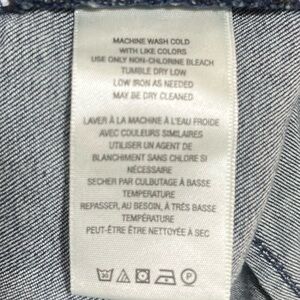 MACHINE WASH COLD
WITH LIKE COLORS
USE ONLY NON-CHLORINE BLEACH
TUMBLE DRY LOW
LOW IRON AS NEEDED
MAY BE DRY CLEANED
LAVER À LA MACHINE À L'EAU FROIDE
AVEC COULEURS SIMILAIRES
UTILISER UN AGENT DE
BLANCHIMENT SANS CHLORE SI
NÉCESSAIRE
SECHER PAR CULBUTAGE À BASSE
TEMPÉRATURE
REPASSER, AU BESOIN, À TRÈS BASSE
TEMPÉRATURE
PEUT-ÊTRE ÊTRE NETTOYÉE À SEC